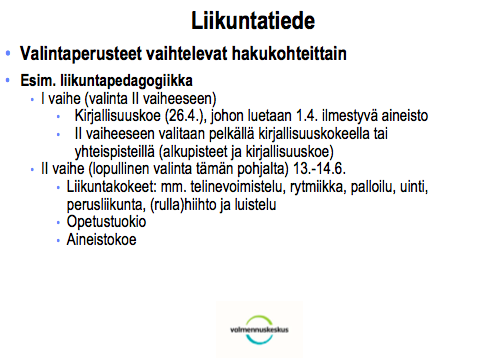 Liikuntatiede
• Valintaperusteet vaihtelevat hakukohteittain
• Esim. liikuntapedagogiikka
• I vaihe (valinta II vaiheeseen)
• Kirjallisuuskoe (26.4.), johon luetaan 1.4. ilmestyvä aineisto
• II vaiheeseen valitaan pelkällä kirjallisuuskokeella tai
yhteispisteillä (alkupisteet ja kirjallisuuskoe)
• II vaihe (lopullinen valinta tämän pohjalta) 13.-14.6.
• Liikuntakokeet: mm. telinevoimistelu, rytmiikka, palloilu, uinti,
perusliikunta, (rulla)hiihto ja luistelu
• Opetustuokio
• Aineistokoe
valmennuskeskus